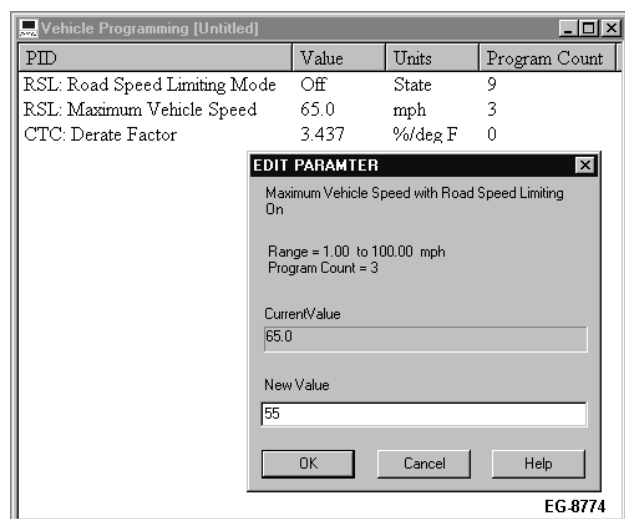 Vehicle Programming [Untitled]
PID Value Units Program Count
RSL: Road Speed Limiting Mode Off State 9
RSL: Maximum Vehicle Speed 65.0 mph 3
CTC: Derate Factor 3.437 %/deg F 0
EDIT PARAMTER
Maximum Vehicle Speed with Road Speed Limiting
On
Range = 1.00 to 100.00 mph
Program Count = 3
CurrentValue
65.0
New Value
55
OK Cancel Help
EG-8774